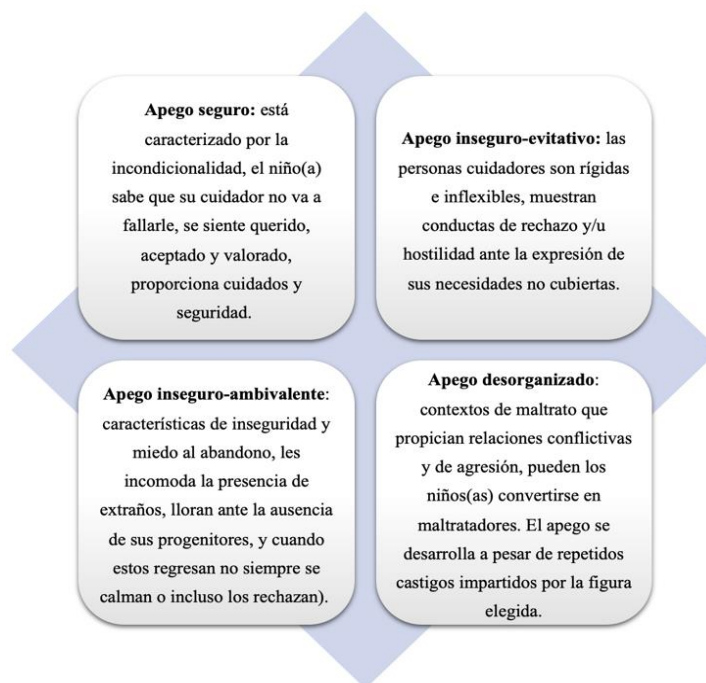 Apego seguro: está
caracterizado por la
incondicionalidad, el niño(a)
sabe que su cuidador no va a
fallarle, se siente querido,
aceptado y valorado,
proporciona cuidados y
seguridad.
Apego inseguro-evitativo: las
personas cuidadores son rígidas
e inflexibles, muestran
conductas de rechazo y/u
hostilidad ante la expresión de
sus necesidades no cubiertas.
Apego inseguro-ambivalente:
características de inseguridad y
miedo al abandono, les
incomoda la presencia de
extraños, lloran ante la ausencia
de sus progenitores, y cuando
estos regresan no siempre se
calman o incluso los rechazan).
Apego desorganizado:
contextos de maltrato que
propician relaciones conflictivas
y de agresión, pueden los
niños(as) convertirse en
maltratadores. El apego se
desarrolla a pesar de repetidos
castigos impartidos por la figura
elegida.